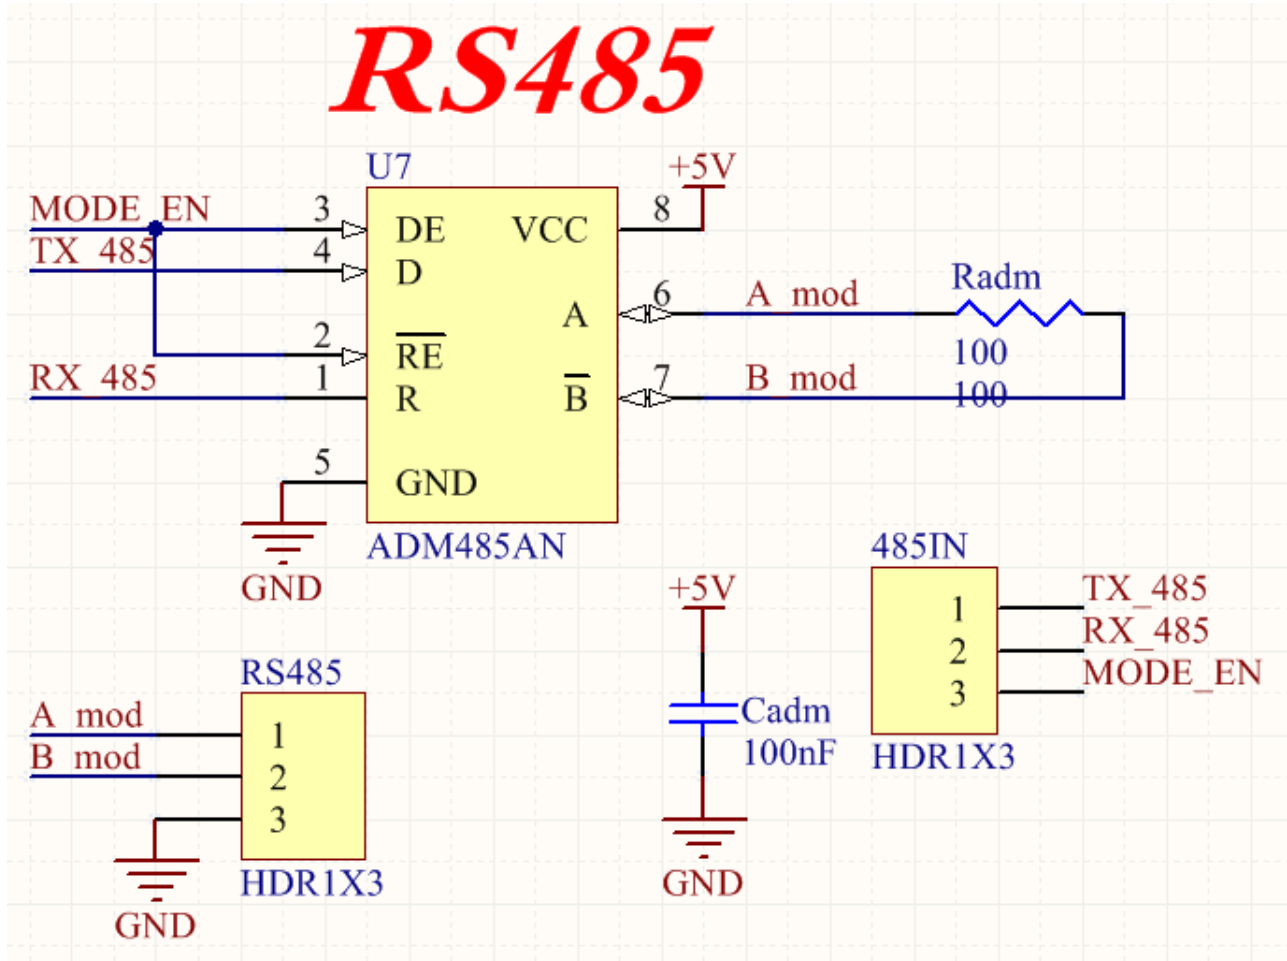 RS485
U7
+5V
MODE_EN 3 DE VCC 8
TX_485 4 D
A 6 A_mod Radm
100
2 RE
RX_485 1 R B 7 B_mod 100
5 GND
GND
ADM485AN
485IN
1 TX_485
2 RX_485
3 MODE_EN
HDR1X3
+5V
Cadm
100nF
GND
RS485
A_mod 1
B_mod 2
3
GND
HDR1X3